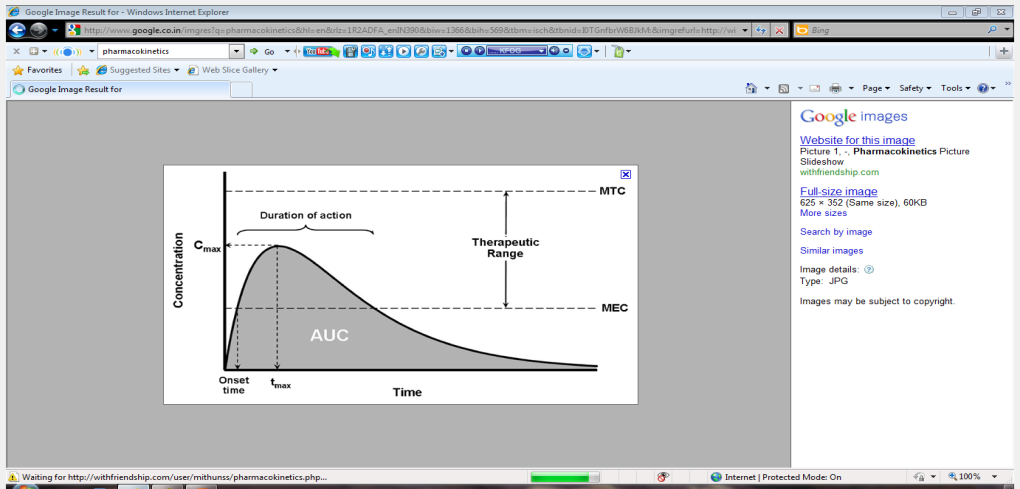 Google Image Result for - Windows Internet Explorer
http://www.google.co.in/imgres?q=pharmacokinetics&hl=en&rlz=1R2ADFA_enIN390&biw=1366&bih=569&tbm=isch&tbnid=
Bing
pharmacokinetics
Go
You Tube
KFOG
Favorites
Suggested Sites
Web Slice Gallery
Google Image Result for
Page
Safety
Tools
Google images
Website for this image
Picture 1, -, Pharmacokinetics Picture
Slideshow
withfriendship.com
Full-size image
625 × 352 (Same size), 60KB
More sizes
Search by image
Similar images
Image details:
Type: JPG
Images may be subject to copyright.
MTC
Duration of action
Cmax
Therapeutic
Range
Concentration
MEC
AUC
Onset
time
tmax
Time
Waiting for http://withfriendship.com/user/mithunss/pharmacokinetics.php...
Internet | Protected Mode: On
100%